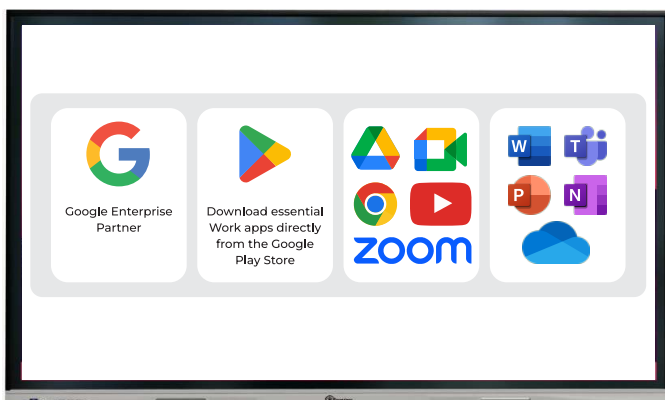 Google Enterprise
Partner
Download essential
Work apps directly
from the Google
Play Store
zoom
W
T
P
N